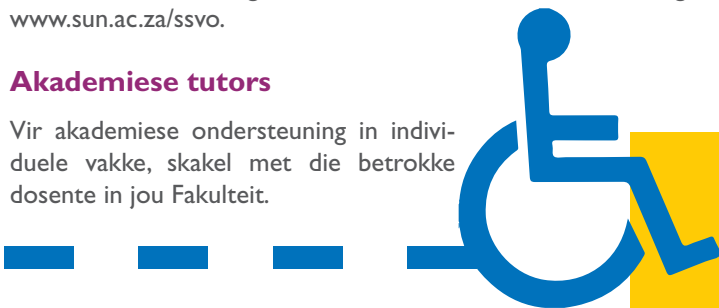 www.sun.ac.za/ssvo.
Akademiese tutors
Vir akademiese ondersteuning in indivi-
duele vakke, skakel met die betrokke
dosente in jou Fakulteit.